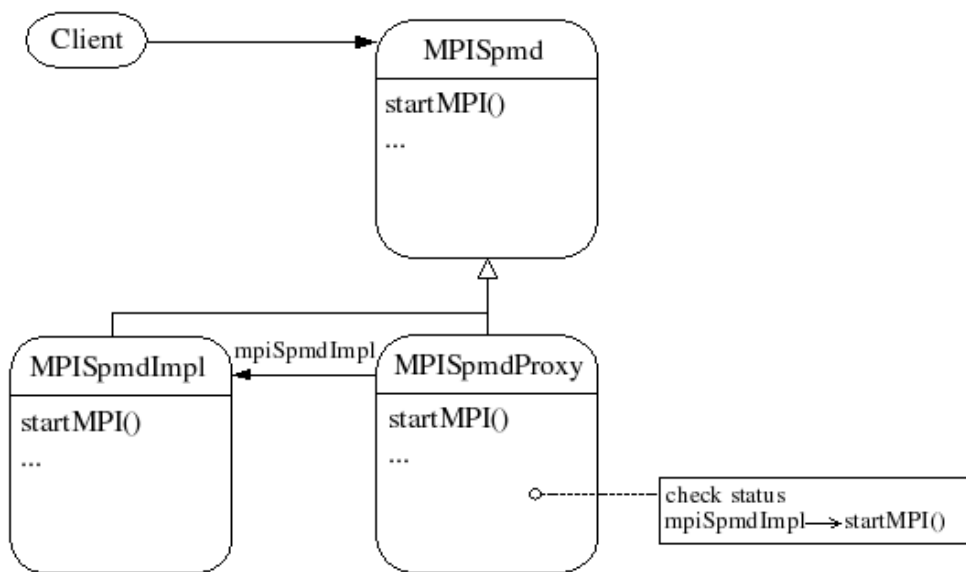 Client
MPISpmd
startMPI()
...
MPISpmdImpl
startMPI()
...
mpiSpmdImpl
MPISpmdProxy
startMPI()
...
check status
mpiSpmdImpl startMPI()